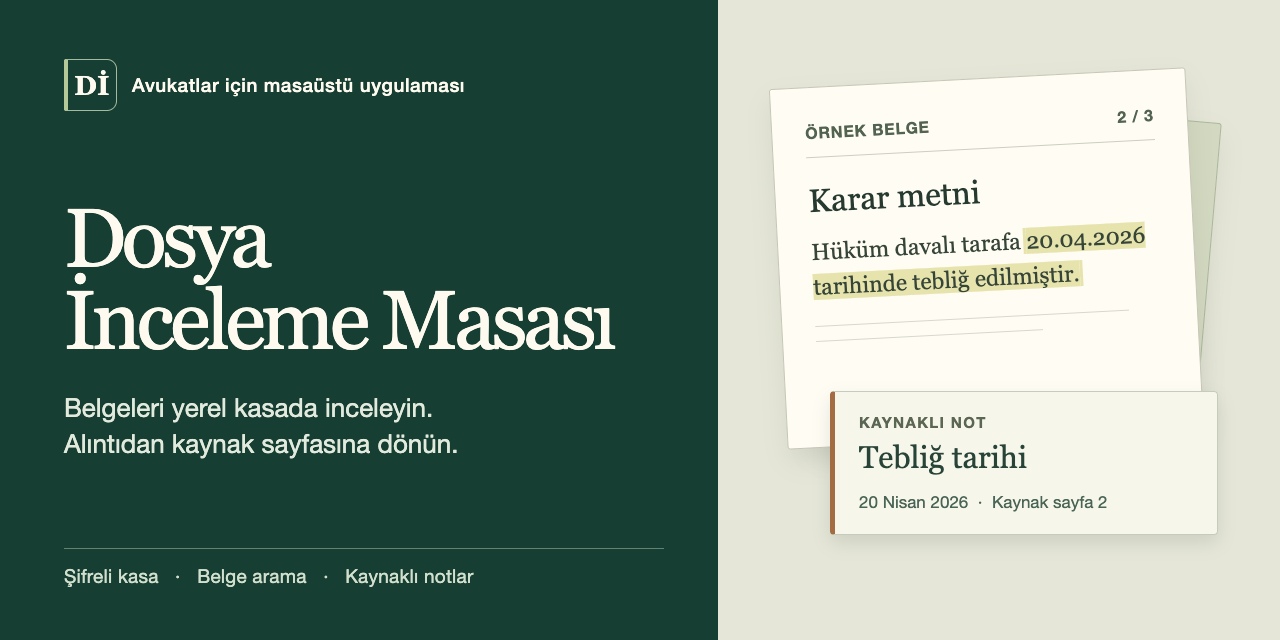 Dİ
Avukatlar için masaüstü uygulaması
Dosya
İnceleme Masası
Belgeleri yerel kasada inceleyin.
Alıntıdan kaynak sayfasına dönün.
Şifreli kasa · Belge arama · Kaynaklı notlar
ÖRNEK BELGE 2 / 3
Karar metni
Hüküm davalı tarafa 20.04.2026
tarihinde tebliğ edilmiştir.
KAYNAKLI NOT
Tebliğ tarihi
20 Nisan 2026 · Kaynak sayfa 2